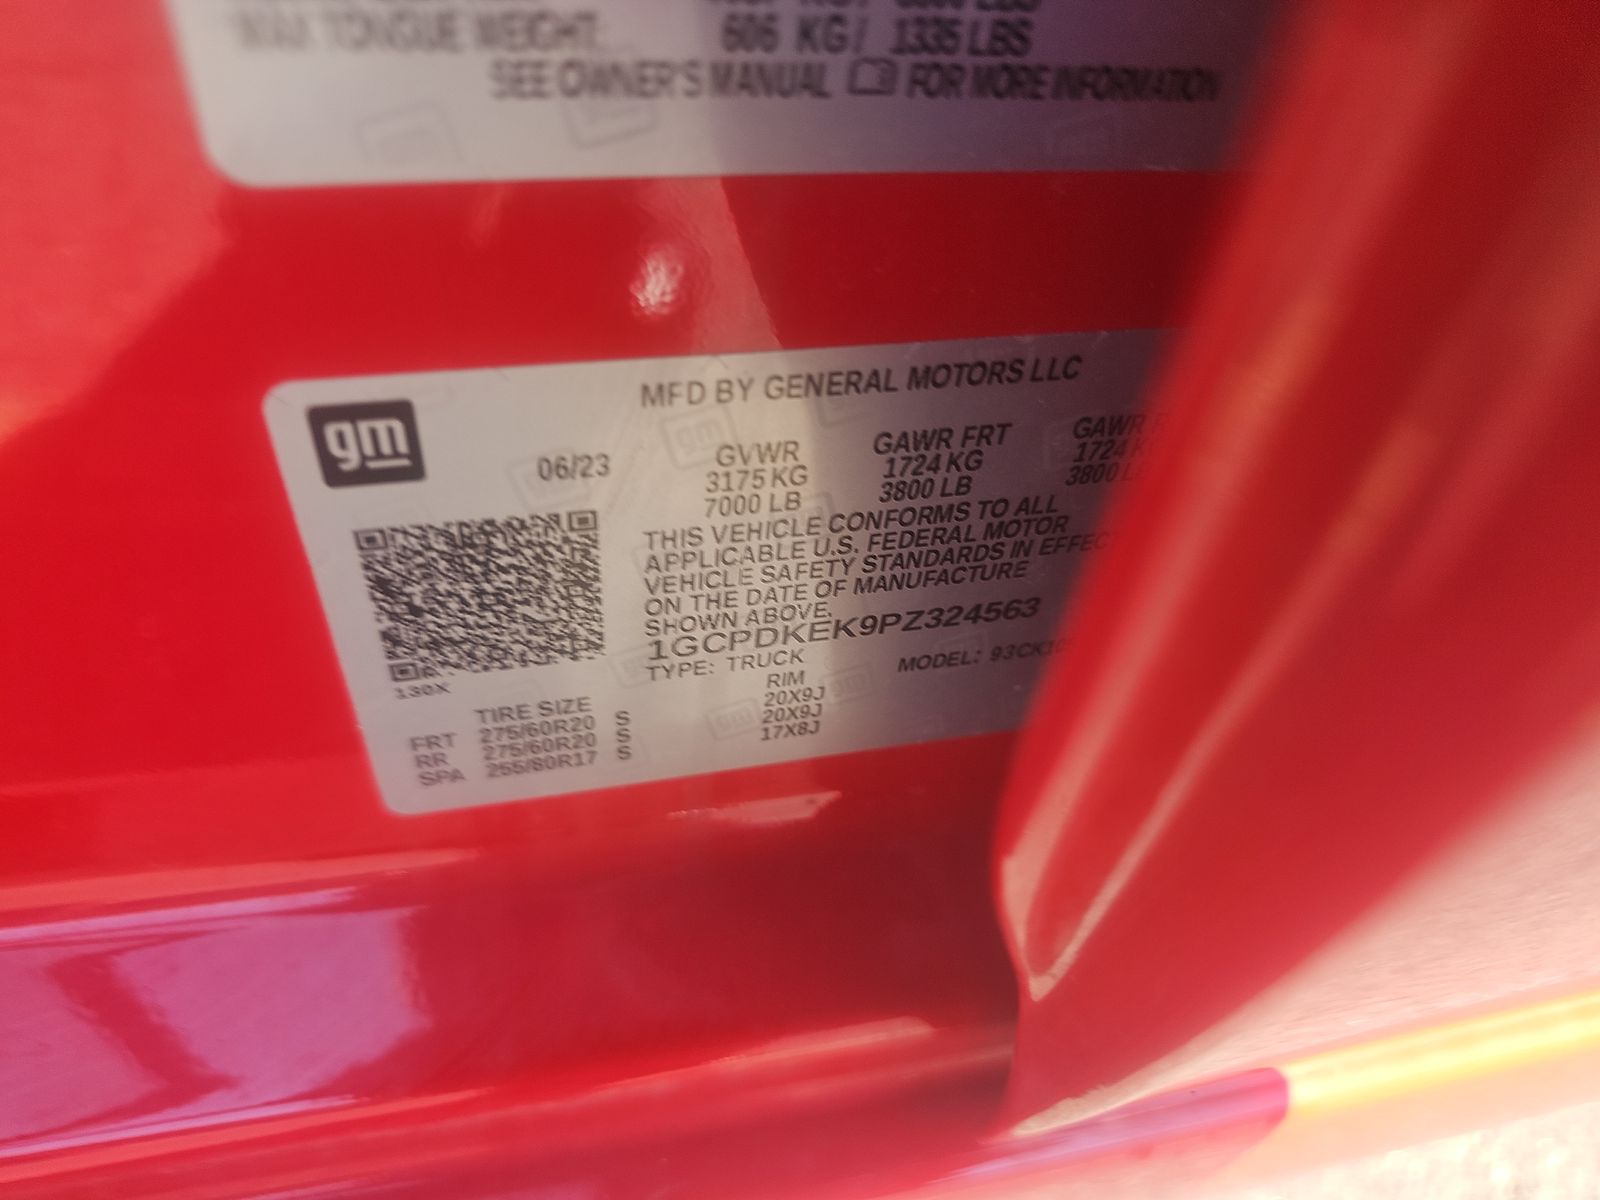 MAX TONGUE WEIGHT: 606 KG / 1335 LBS
SEE OWNER'S MANUAL FOR MORE INFORMATION
MFD BY GENERAL MOTORS LLC
gm
06/23 GVWR GAWR FRT GAWR
3175 KG 1724 KG 1724
7000 LB 3800 LB 3800
THIS VEHICLE CONFORMS TO ALL
APPLICABLE U.S. FEDERAL MOTOR
VEHICLE SAFETY STANDARDS IN EFFEC
ON THE DATE OF MANUFACTURE
SHOWN ABOVE.
1GCPDKEK9PZ324563
TYPE: TRUCK MODEL: 93CK10
130X
TIRE SIZE RIM
FRT 275/60R20 S 20X9J
RR 275/60R20 S 20X9J
SPA 255/80R17 S 17X8J